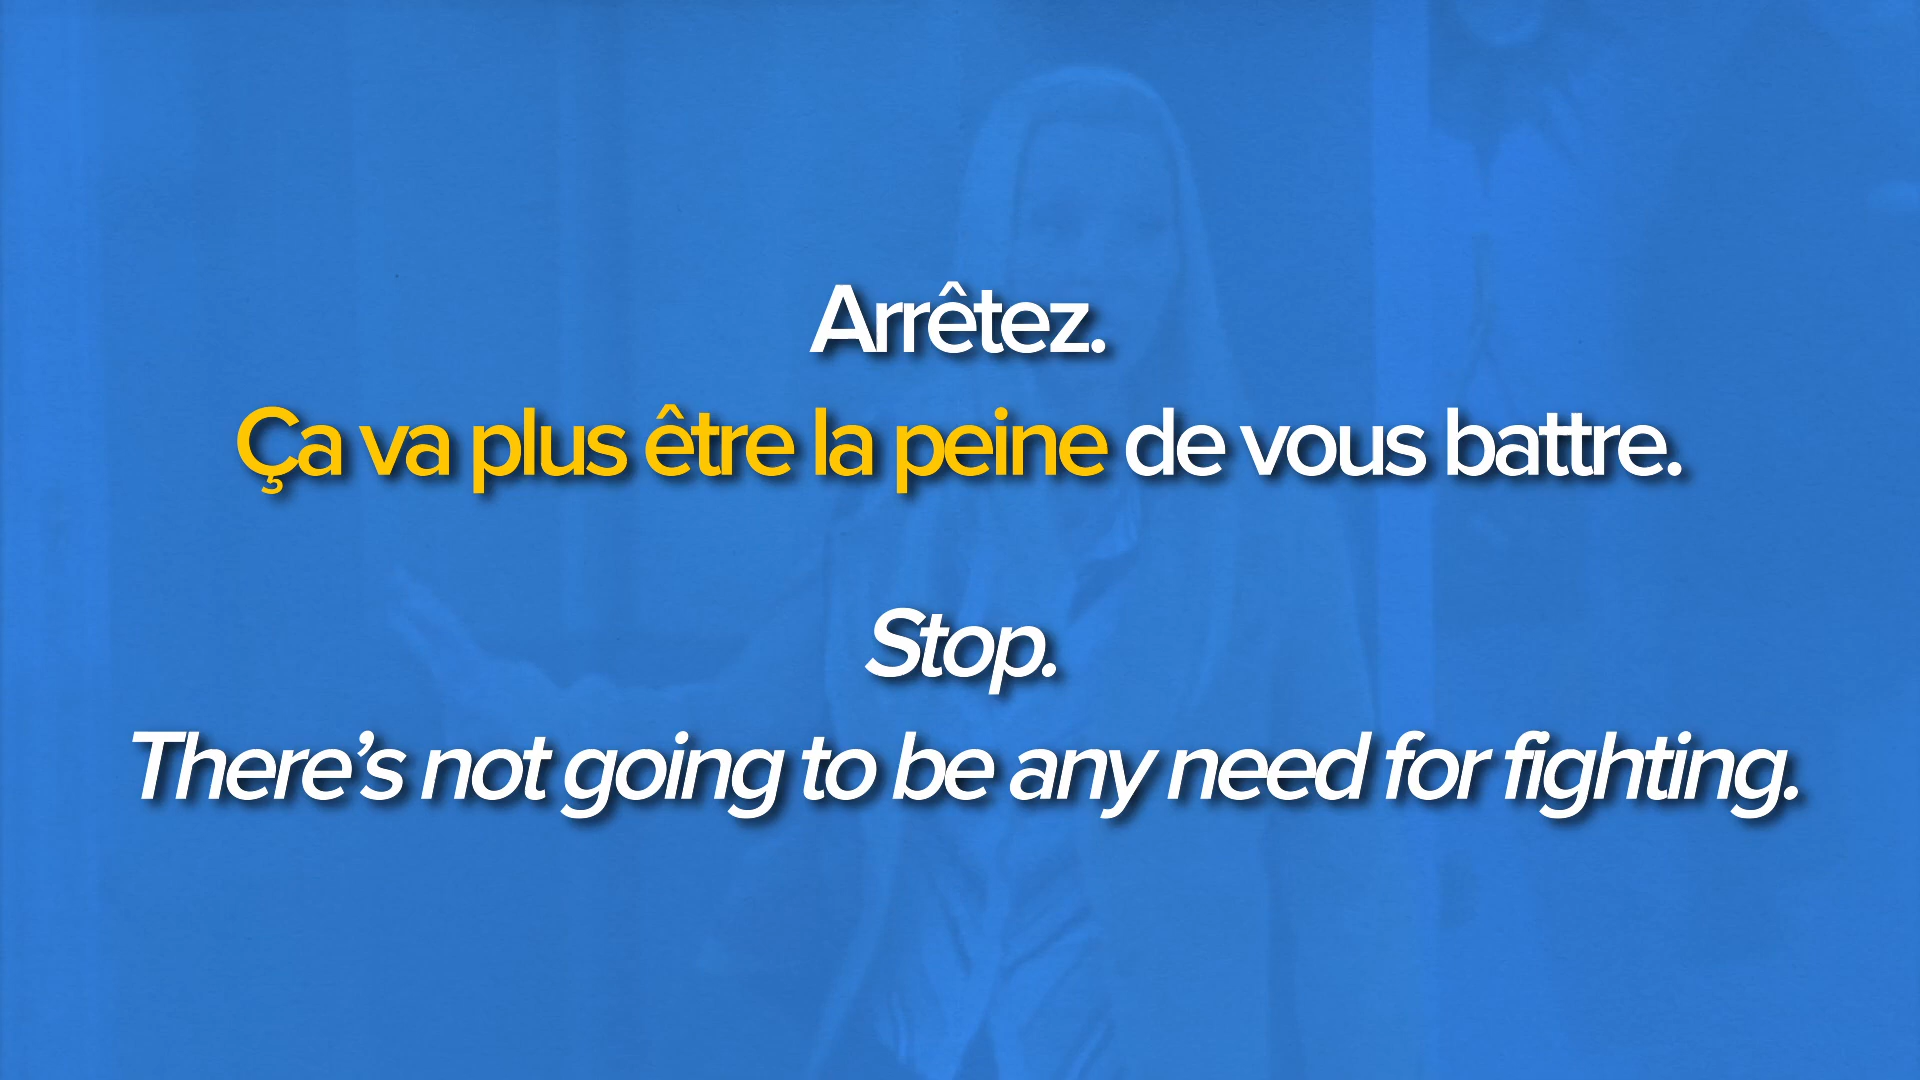 Arrêtez.
Ça va plus être la peine de vous battre.
Stop.
There’s not going to be any need for fighting.